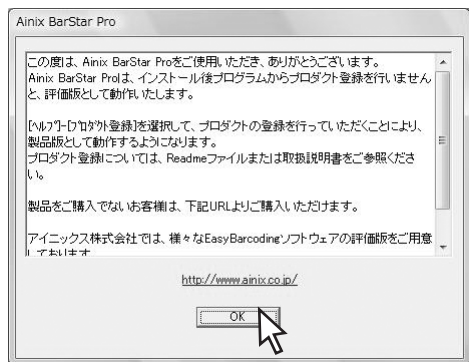 Ainix BarStar Pro
この度は、Ainix BarStar Proをご使用いただき、ありがとうございます。
Ainix BarStar Proは、インストール後プログラムからプロダクト登録を行いません
と、評価版として動作いたします。
[ﾍﾙﾌﾟ]-[ﾌﾟﾛﾀﾞｸﾄ登録]を選択して、プロダクトの登録を行っていただくことにより、
製品版として動作するようになります。
プロダクト登録については、Readmeファイルまたは取扱説明書をご参照くださ
い。
製品をご購入でないお客様は、下記URLよりご購入いただけます。
アイニックス株式会社では、様々なEasyBarcodingソフトウェアの評価版をご用意
しております。
http://www.ainix.co.jp/
OK